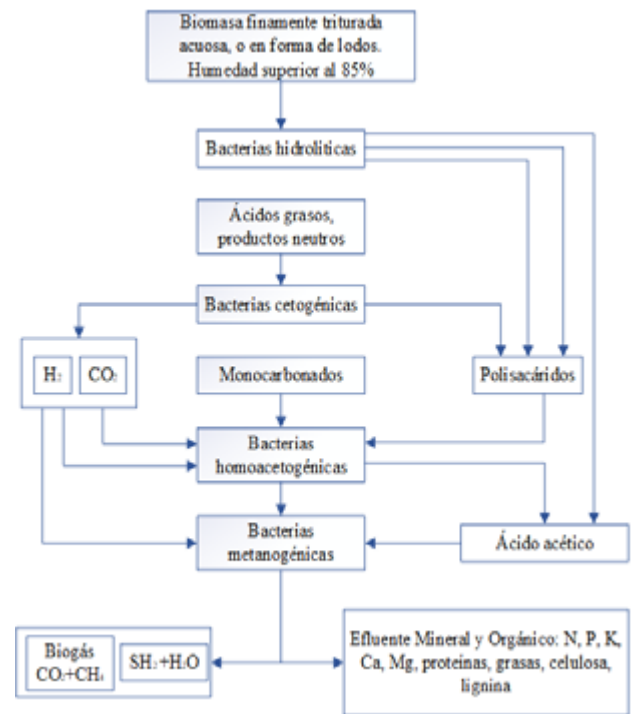 Biomasa finamente triturada
acuosa, o en forma de lodos.
Humedad superior al 85%
Bacterias hidrolíticas
Ácidos grasos,
productos neutros
Bacterias cetogénicas
H₂
CO₂
Monocarbonados
Polisacáridos
Bacterias
homoacetogénicas
Bacterias
metanogénicas
Ácido acético
Biogás
CO₂+CH₄
SH₂+H₂O
Efluente Mineral y Orgánico: N, P, K,
Ca, Mg, proteínas, grasas, celulosa,
lignina